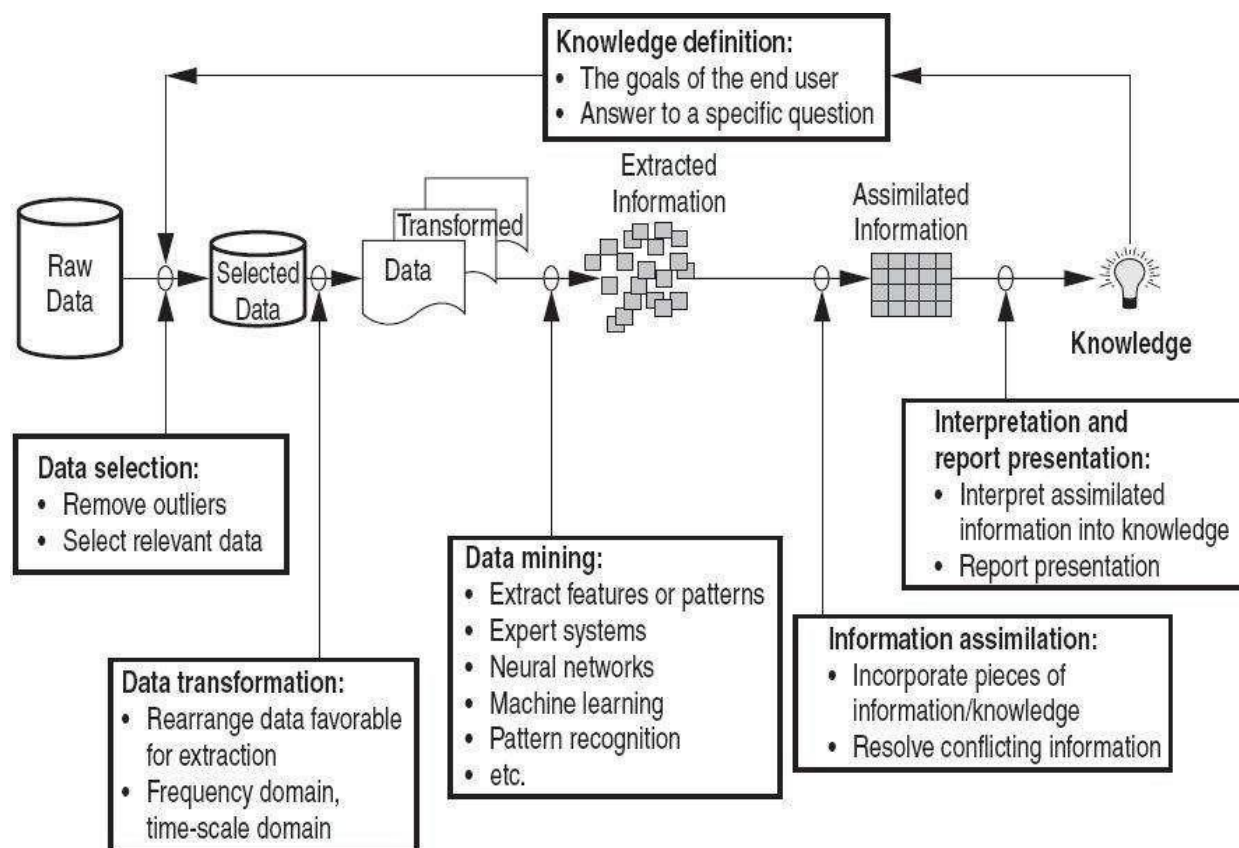 Knowledge definition:
• The goals of the end user
• Answer to a specific question
Raw
Data
Selected
Data
Transformed
Data
Extracted
Information
Assimilated
Information
Knowledge
Data selection:
• Remove outliers
• Select relevant data
Data transformation:
• Rearrange data favorable
for extraction
• Frequency domain,
time-scale domain
Data mining:
• Extract features or patterns
• Expert systems
• Neural networks
• Machine learning
• Pattern recognition
• etc.
Information assimilation:
• Incorporate pieces of
information/knowledge
• Resolve conflicting information
Interpretation and
report presentation:
• Interpret assimilated
information into knowledge
• Report presentation